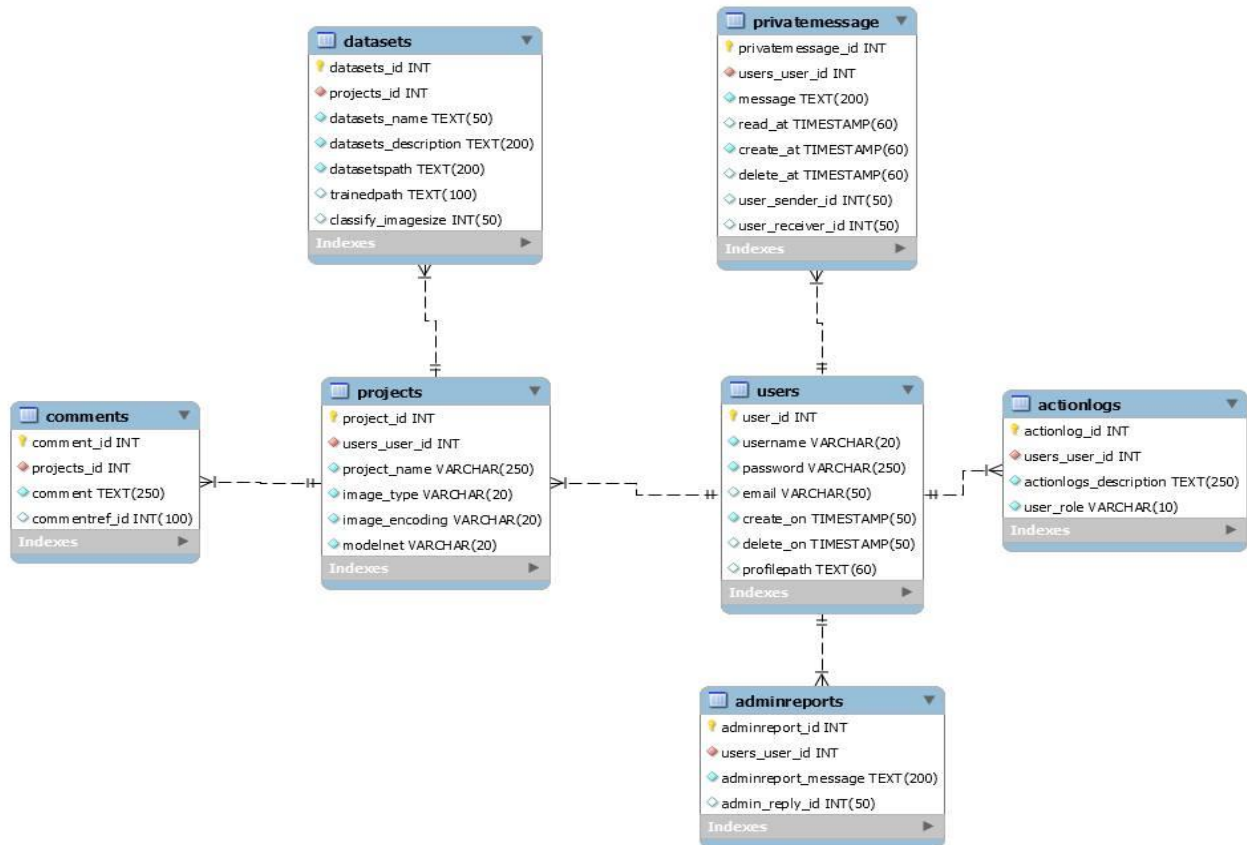 datasets
datasets_id INT
projects_id INT
datasets_name TEXT(50)
datasets_description TEXT(200)
datasetspath TEXT(200)
trainedpath TEXT(100)
classify_imagesize INT(50)
Indexes
privatemessage
privatemessage_id INT
users_user_id INT
message TEXT(200)
read_at TIMESTAMP(60)
create_at TIMESTAMP(60)
delete_at TIMESTAMP(60)
user_sender_id INT(50)
user_receiver_id INT(50)
Indexes
comments
comment_id INT
projects_id INT
comment TEXT(250)
commentref_id INT(100)
Indexes
projects
project_id INT
users_user_id INT
project_name VARCHAR(250)
image_type VARCHAR(20)
image_encoding VARCHAR(20)
modelnet VARCHAR(20)
Indexes
users
user_id INT
username VARCHAR(20)
password VARCHAR(250)
email VARCHAR(50)
create_on TIMESTAMP(50)
delete_on TIMESTAMP(50)
profilepath TEXT(60)
Indexes
actionlogs
actionlog_id INT
users_user_id INT
actionlogs_description TEXT(250)
user_role VARCHAR(10)
Indexes
adminreports
adminreport_id INT
users_user_id INT
adminreport_message TEXT(200)
admin_reply_id INT(50)
Indexes